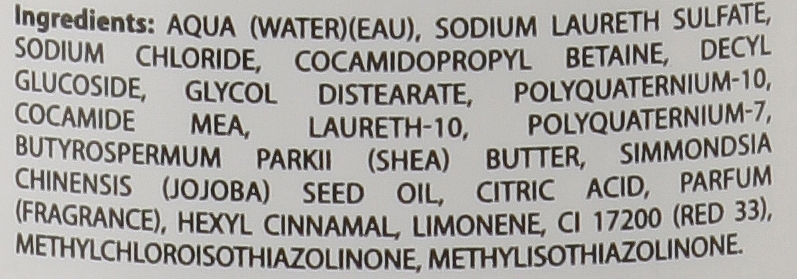 Ingredients: AQUA (WATER)(EAU), SODIUM LAURETH SULFATE,
SODIUM CHLORIDE, COCAMIDOPROPYL BETAINE, DECYL
GLUCOSIDE, GLYCOL DISTEARATE, POLYQUATERNIUM-10,
COCAMIDE MEA, LAURETH-10, POLYQUATERNIUM-7,
BUTYROSPERMUM PARKII (SHEA) BUTTER, SIMMONDSIA
CHINENSIS (JOJOBA) SEED OIL, CITRIC ACID, PARFUM
(FRAGRANCE), HEXYL CINNAMAL, LIMONENE, CI 17200 (RED 33),
METHYLCHLOROISOTHIAZOLINONE, METHYLISOTHIAZOLINONE.